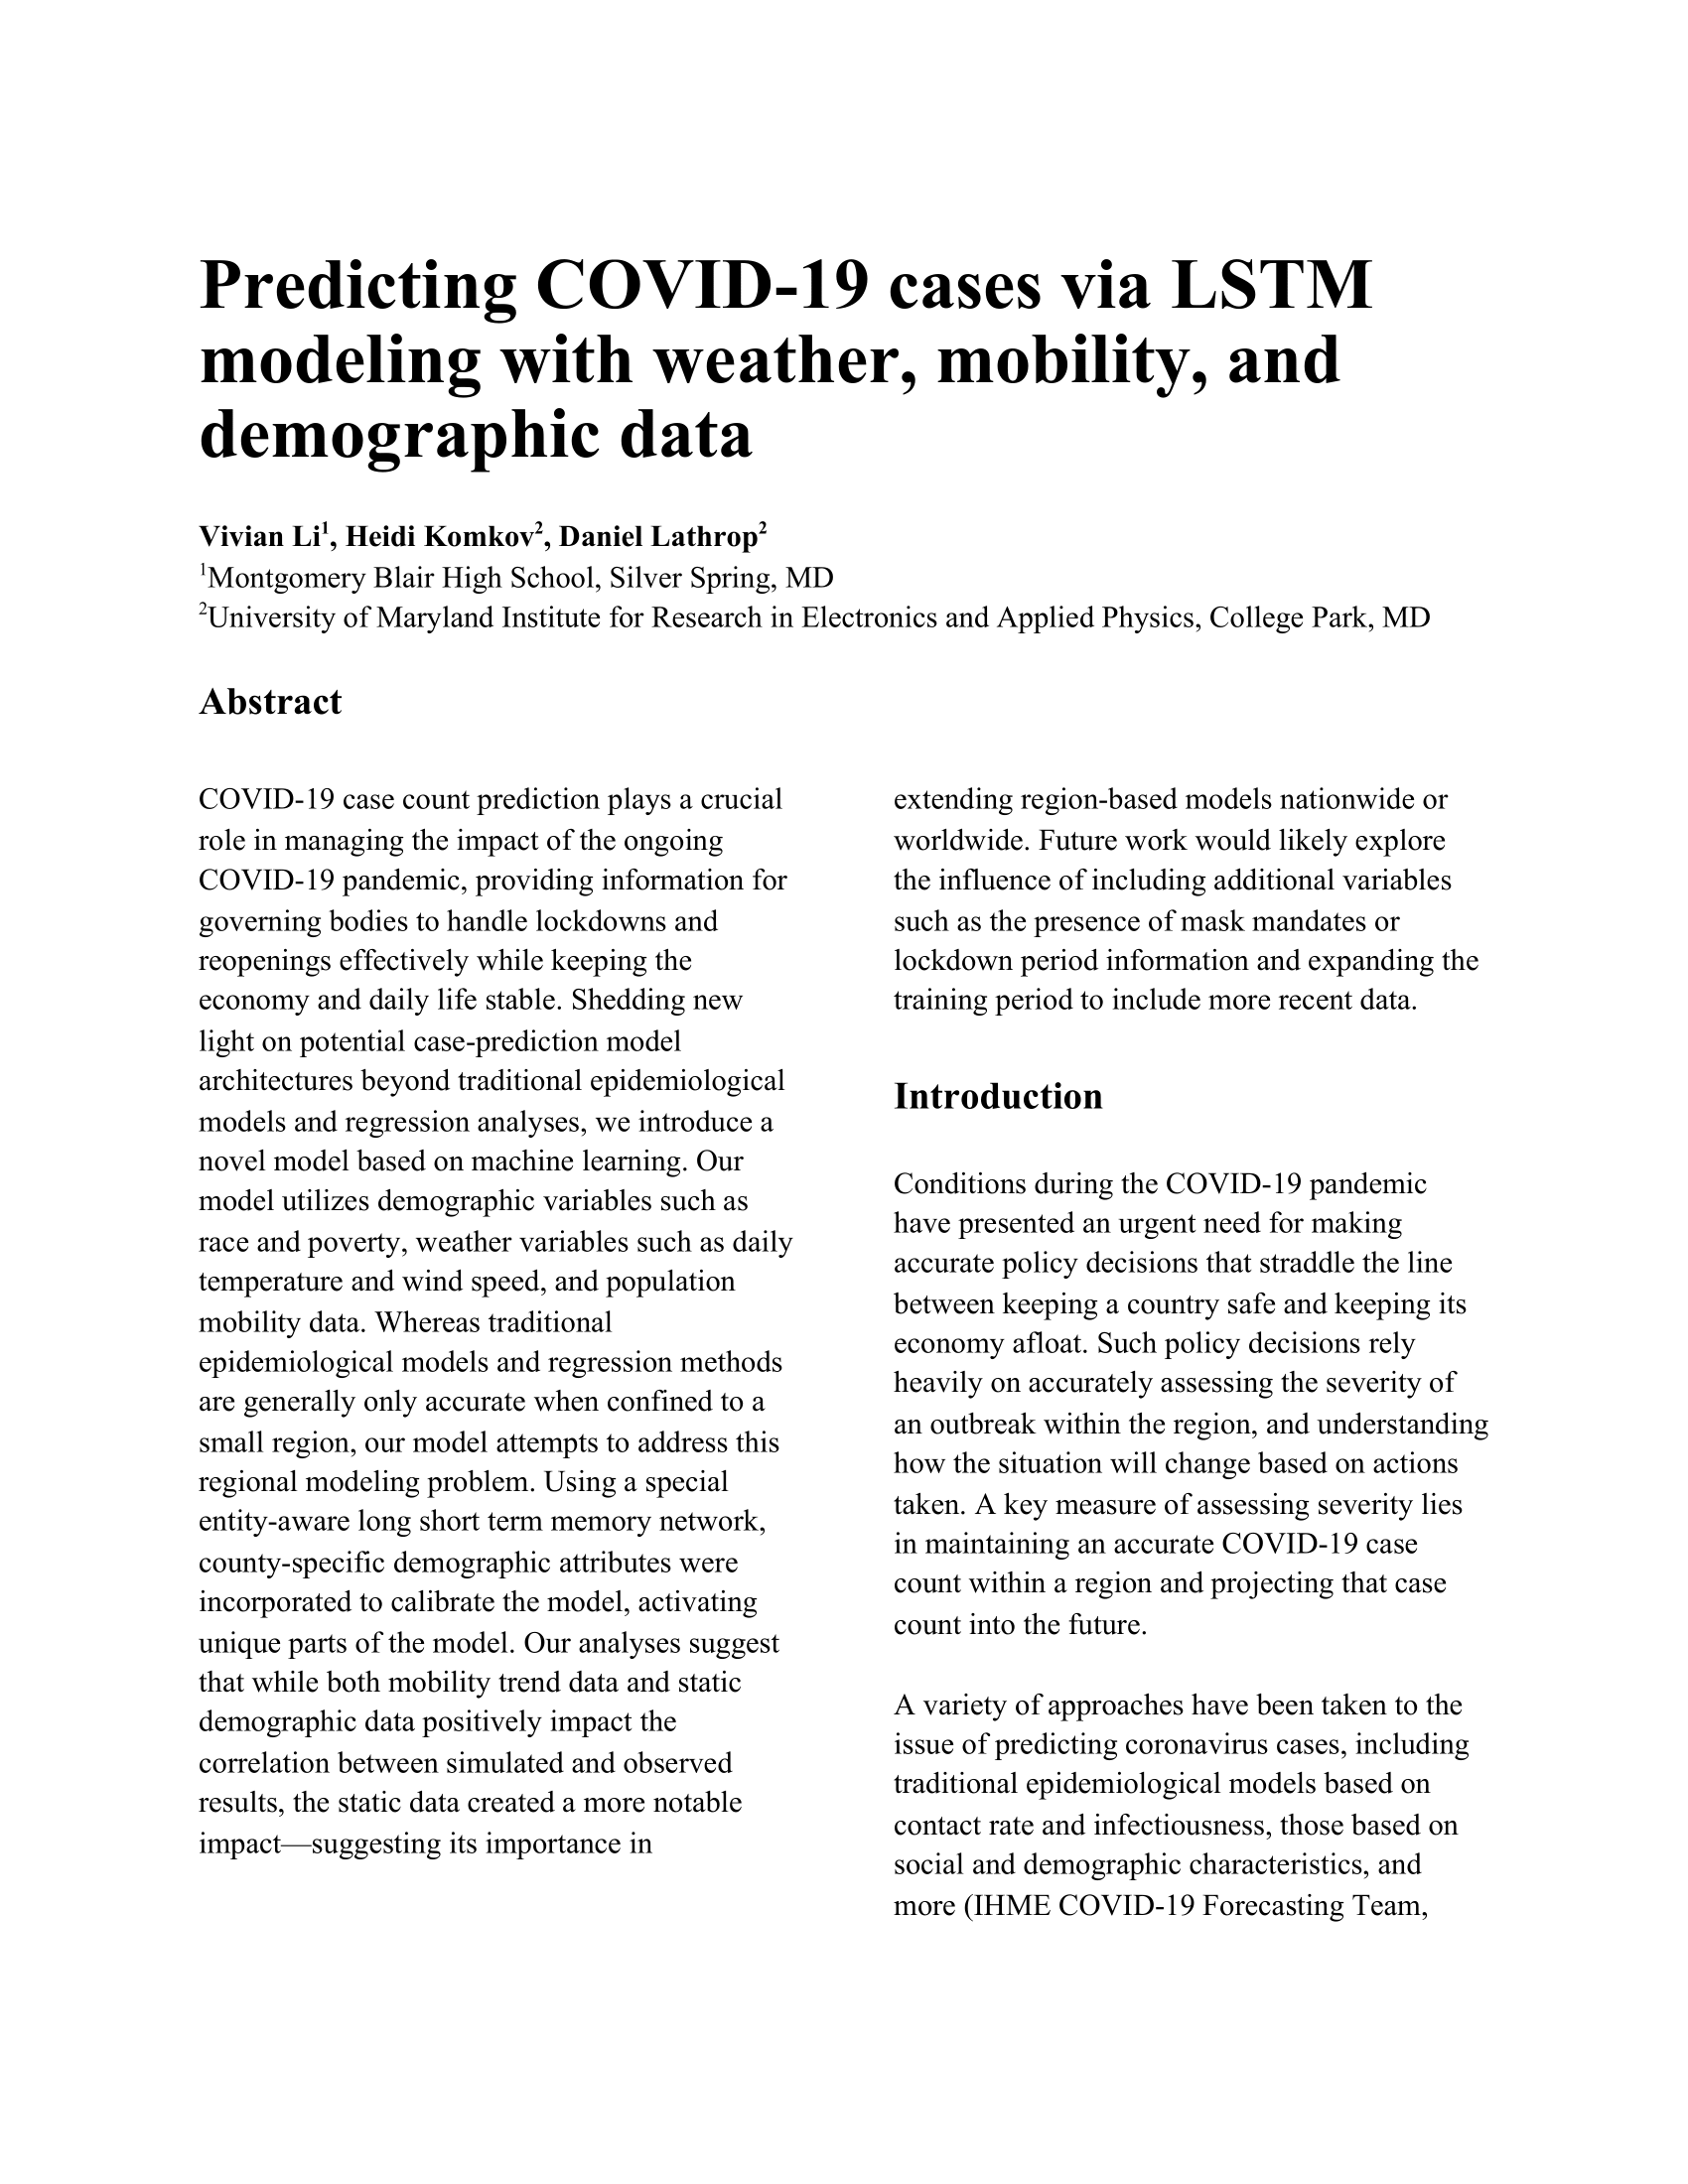 Predicting COVID-19 cases via LSTM
modeling with weather, mobility, and
demographic data
Vivian Li1, Heidi Komkov2, Daniel Lathrop2
1Montgomery Blair High School, Silver Spring, MD
2University of Maryland Institute for Research in Electronics and Applied Physics, College Park, MD
Abstract
COVID-19 case count prediction plays a crucial
role in managing the impact of the ongoing
COVID-19 pandemic, providing information for
governing bodies to handle lockdowns and
reopenings effectively while keeping the
economy and daily life stable. Shedding new
light on potential case-prediction model
architectures beyond traditional epidemiological
models and regression analyses, we introduce a
novel model based on machine learning. Our
model utilizes demographic variables such as
race and poverty, weather variables such as daily
temperature and wind speed, and population
mobility data. Whereas traditional
epidemiological models and regression methods
are generally only accurate when confined to a
small region, our model attempts to address this
regional modeling problem. Using a special
entity-aware long short term memory network,
county-specific demographic attributes were
incorporated to calibrate the model, activating
unique parts of the model. Our analyses suggest
that while both mobility trend data and static
demographic data positively impact the
correlation between simulated and observed
results, the static data created a more notable
impact—suggesting its importance in
extending region-based models nationwide or
worldwide. Future work would likely explore
the influence of including additional variables
such as the presence of mask mandates or
lockdown period information and expanding the
training period to include more recent data.
Introduction
Conditions during the COVID-19 pandemic
have presented an urgent need for making
accurate policy decisions that straddle the line
between keeping a country safe and keeping its
economy afloat. Such policy decisions rely
heavily on accurately assessing the severity of
an outbreak within the region, and understanding
how the situation will change based on actions
taken. A key measure of assessing severity lies
in maintaining an accurate COVID-19 case
count within a region and projecting that case
count into the future.
A variety of approaches have been taken to the
issue of predicting coronavirus cases, including
traditional epidemiological models based on
contact rate and infectiousness, those based on
social and demographic characteristics, and
more (IHME COVID-19 Forecasting Team,